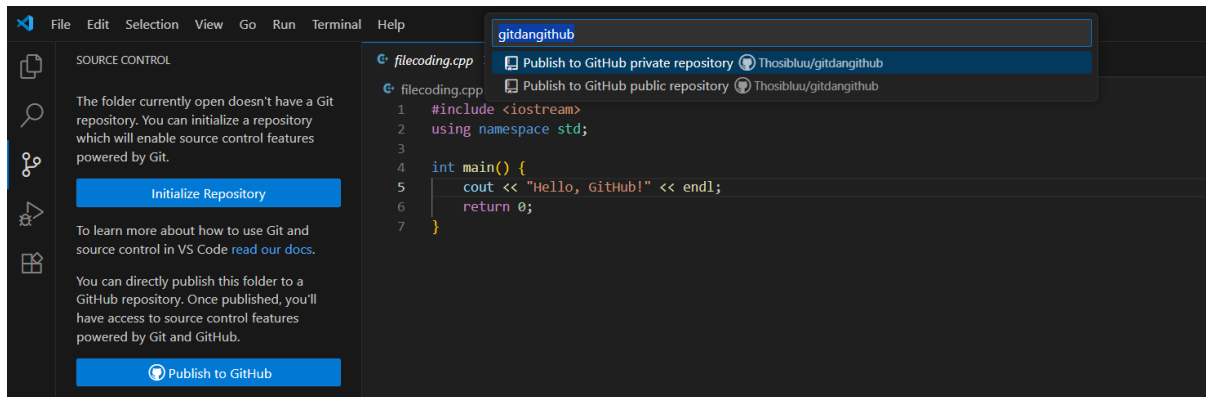 File Edit Selection View Go Run Terminal Help
gitdangithub
Publish to GitHub private repository Thosibluu/gitdangithub
Publish to GitHub public repository Thosibluu/gitdangithub
SOURCE CONTROL
The folder currently open doesn't have a Git
repository. You can initialize a repository
which will enable source control features
powered by Git.
Initialize Repository
To learn more about how to use Git and
source control in VS Code read our docs.
You can directly publish this folder to a
GitHub repository. Once published, you'll
have access to source control features
powered by Git and GitHub.
Publish to GitHub
filecoding.cpp
filecoding.cpp
1 #include <iostream>
2 using namespace std;
3
4 int main() {
5 cout << "Hello, GitHub!" << endl;
6 return 0;
7 }